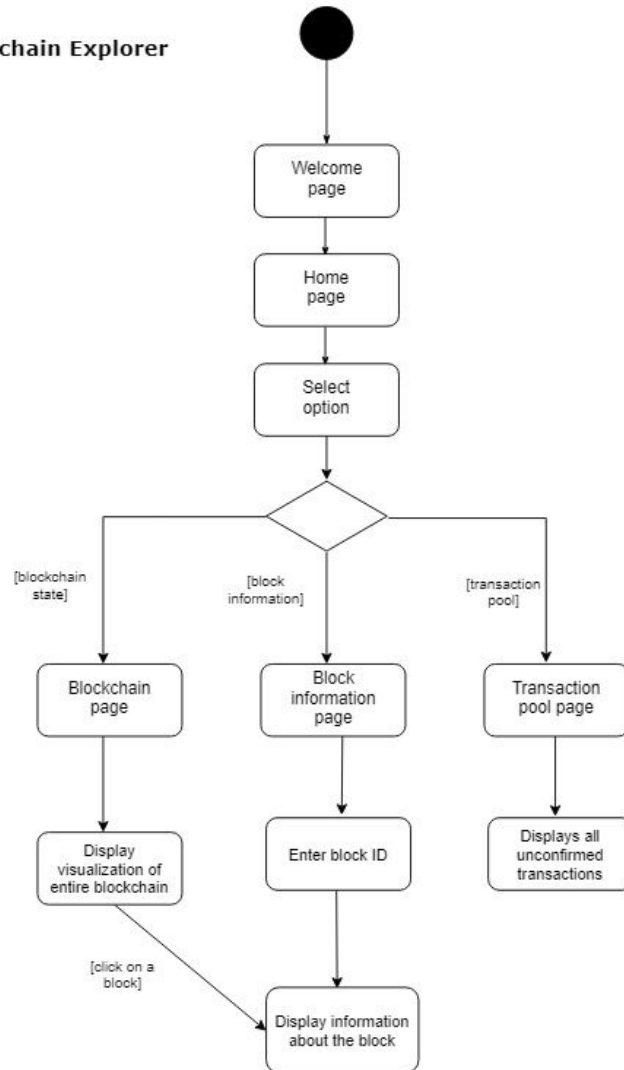 chain Explorer
Welcome
page
Home
page
Select
option
[blockchain
state]
[block
information]
[transaction
pool]
Blockchain
page
Block
information
page
Transaction
pool page
Display
visualization of
entire blockchain
Enter block ID
Displays all
unconfirmed
transactions
[click on a
block]
Display information
about the block